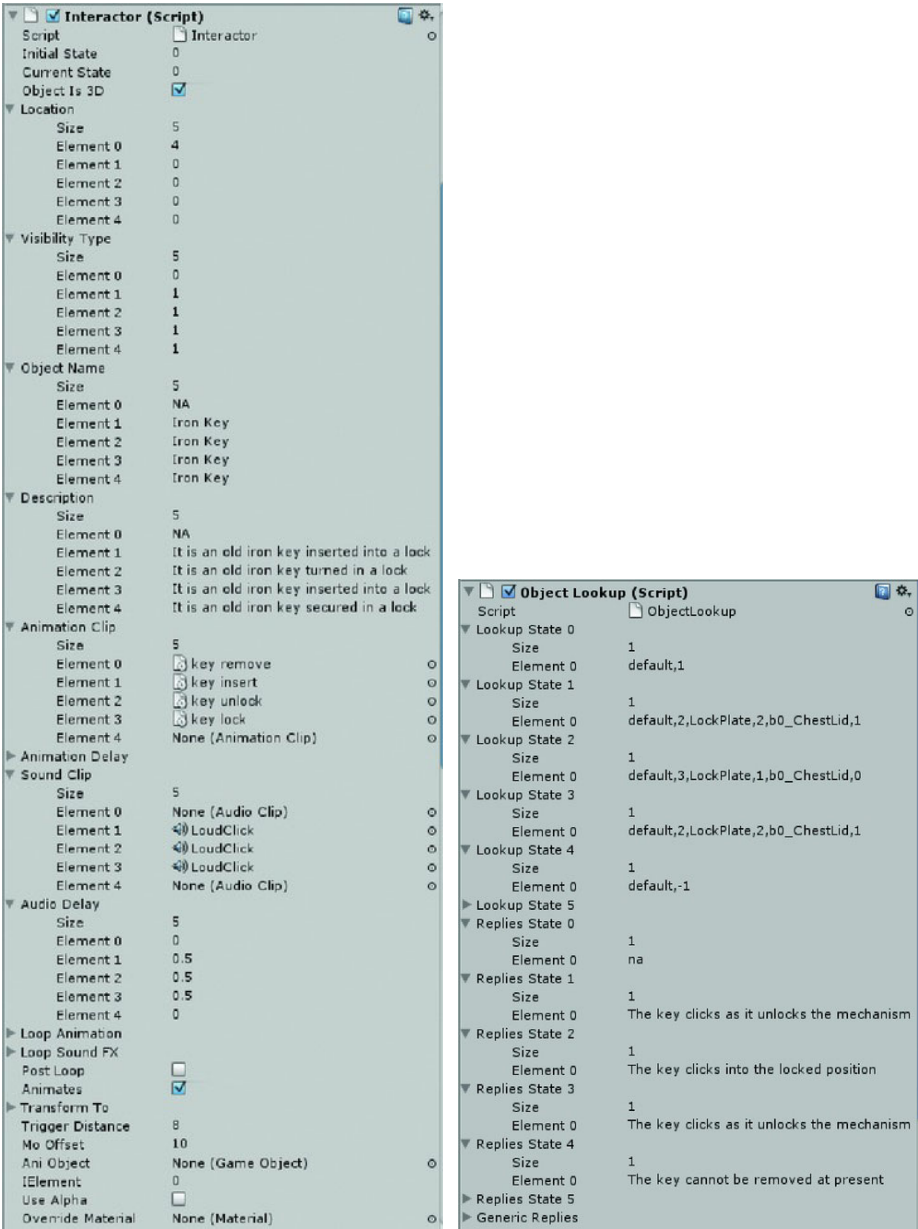 Interactor (Script)
Script Interactor
Initial State 0
Current State 0
Object Is 3D
Location
Size 5
Element 0 4
Element 1 0
Element 2 0
Element 3 0
Element 4 0
Visibility Type
Size 5
Element 0 0
Element 1 1
Element 2 1
Element 3 1
Element 4 1
Object Name
Size 5
Element 0 NA
Element 1 Iron Key
Element 2 Iron Key
Element 3 Iron Key
Element 4 Iron Key
Description
Size 5
Element 0 NA
Element 1 It is an old iron key inserted into a lock
Element 2 It is an old iron key turned in a lock
Element 3 It is an old iron key inserted into a lock
Element 4 It is an old iron key secured in a lock
Animation Clip
Size 5
Element 0 key remove
Element 1 key insert
Element 2 key unlock
Element 3 key lock
Element 4 None (Animation Clip)
Animation Delay
Sound Clip
Size 5
Element 0 None (Audio Clip)
Element 1 LoudClick
Element 2 LoudClick
Element 3 LoudClick
Element 4 None (Audio Clip)
Audio Delay
Size 5
Element 0 0
Element 1 0.5
Element 2 0.5
Element 3 0.5
Element 4 0
Loop Animation
Loop Sound FX
Post Loop
Animates
Transform To
Trigger Distance 8
Mo Offset 10
Ani Object None (Game Object)
IElement 0
Use Alpha
Override Material None (Material)
Object Lookup (Script)
Script ObjectLookup
Lookup State 0
Size 1
Element 0 default,1
Lookup State 1
Size 1
Element 0 default,2,LockPlate,2,b0_ChestLid,1
Lookup State 2
Size 1
Element 0 default,3,LockPlate,1,b0_ChestLid,0
Lookup State 3
Size 1
Element 0 default,2,LockPlate,2,b0_ChestLid,1
Lookup State 4
Size 1
Element 0 default,-1
Lookup State 5
Replies State 0
Size 1
Element 0 na
Replies State 1
Size 1
Element 0 The key clicks as it unlocks the mechanism
Replies State 2
Size 1
Element 0 The key clicks into the locked position
Replies State 3
Size 1
Element 0 The key clicks as it unlocks the mechanism
Replies State 4
Size 1
Element 0 The key cannot be removed at present
Replies State 5
Generic Replies